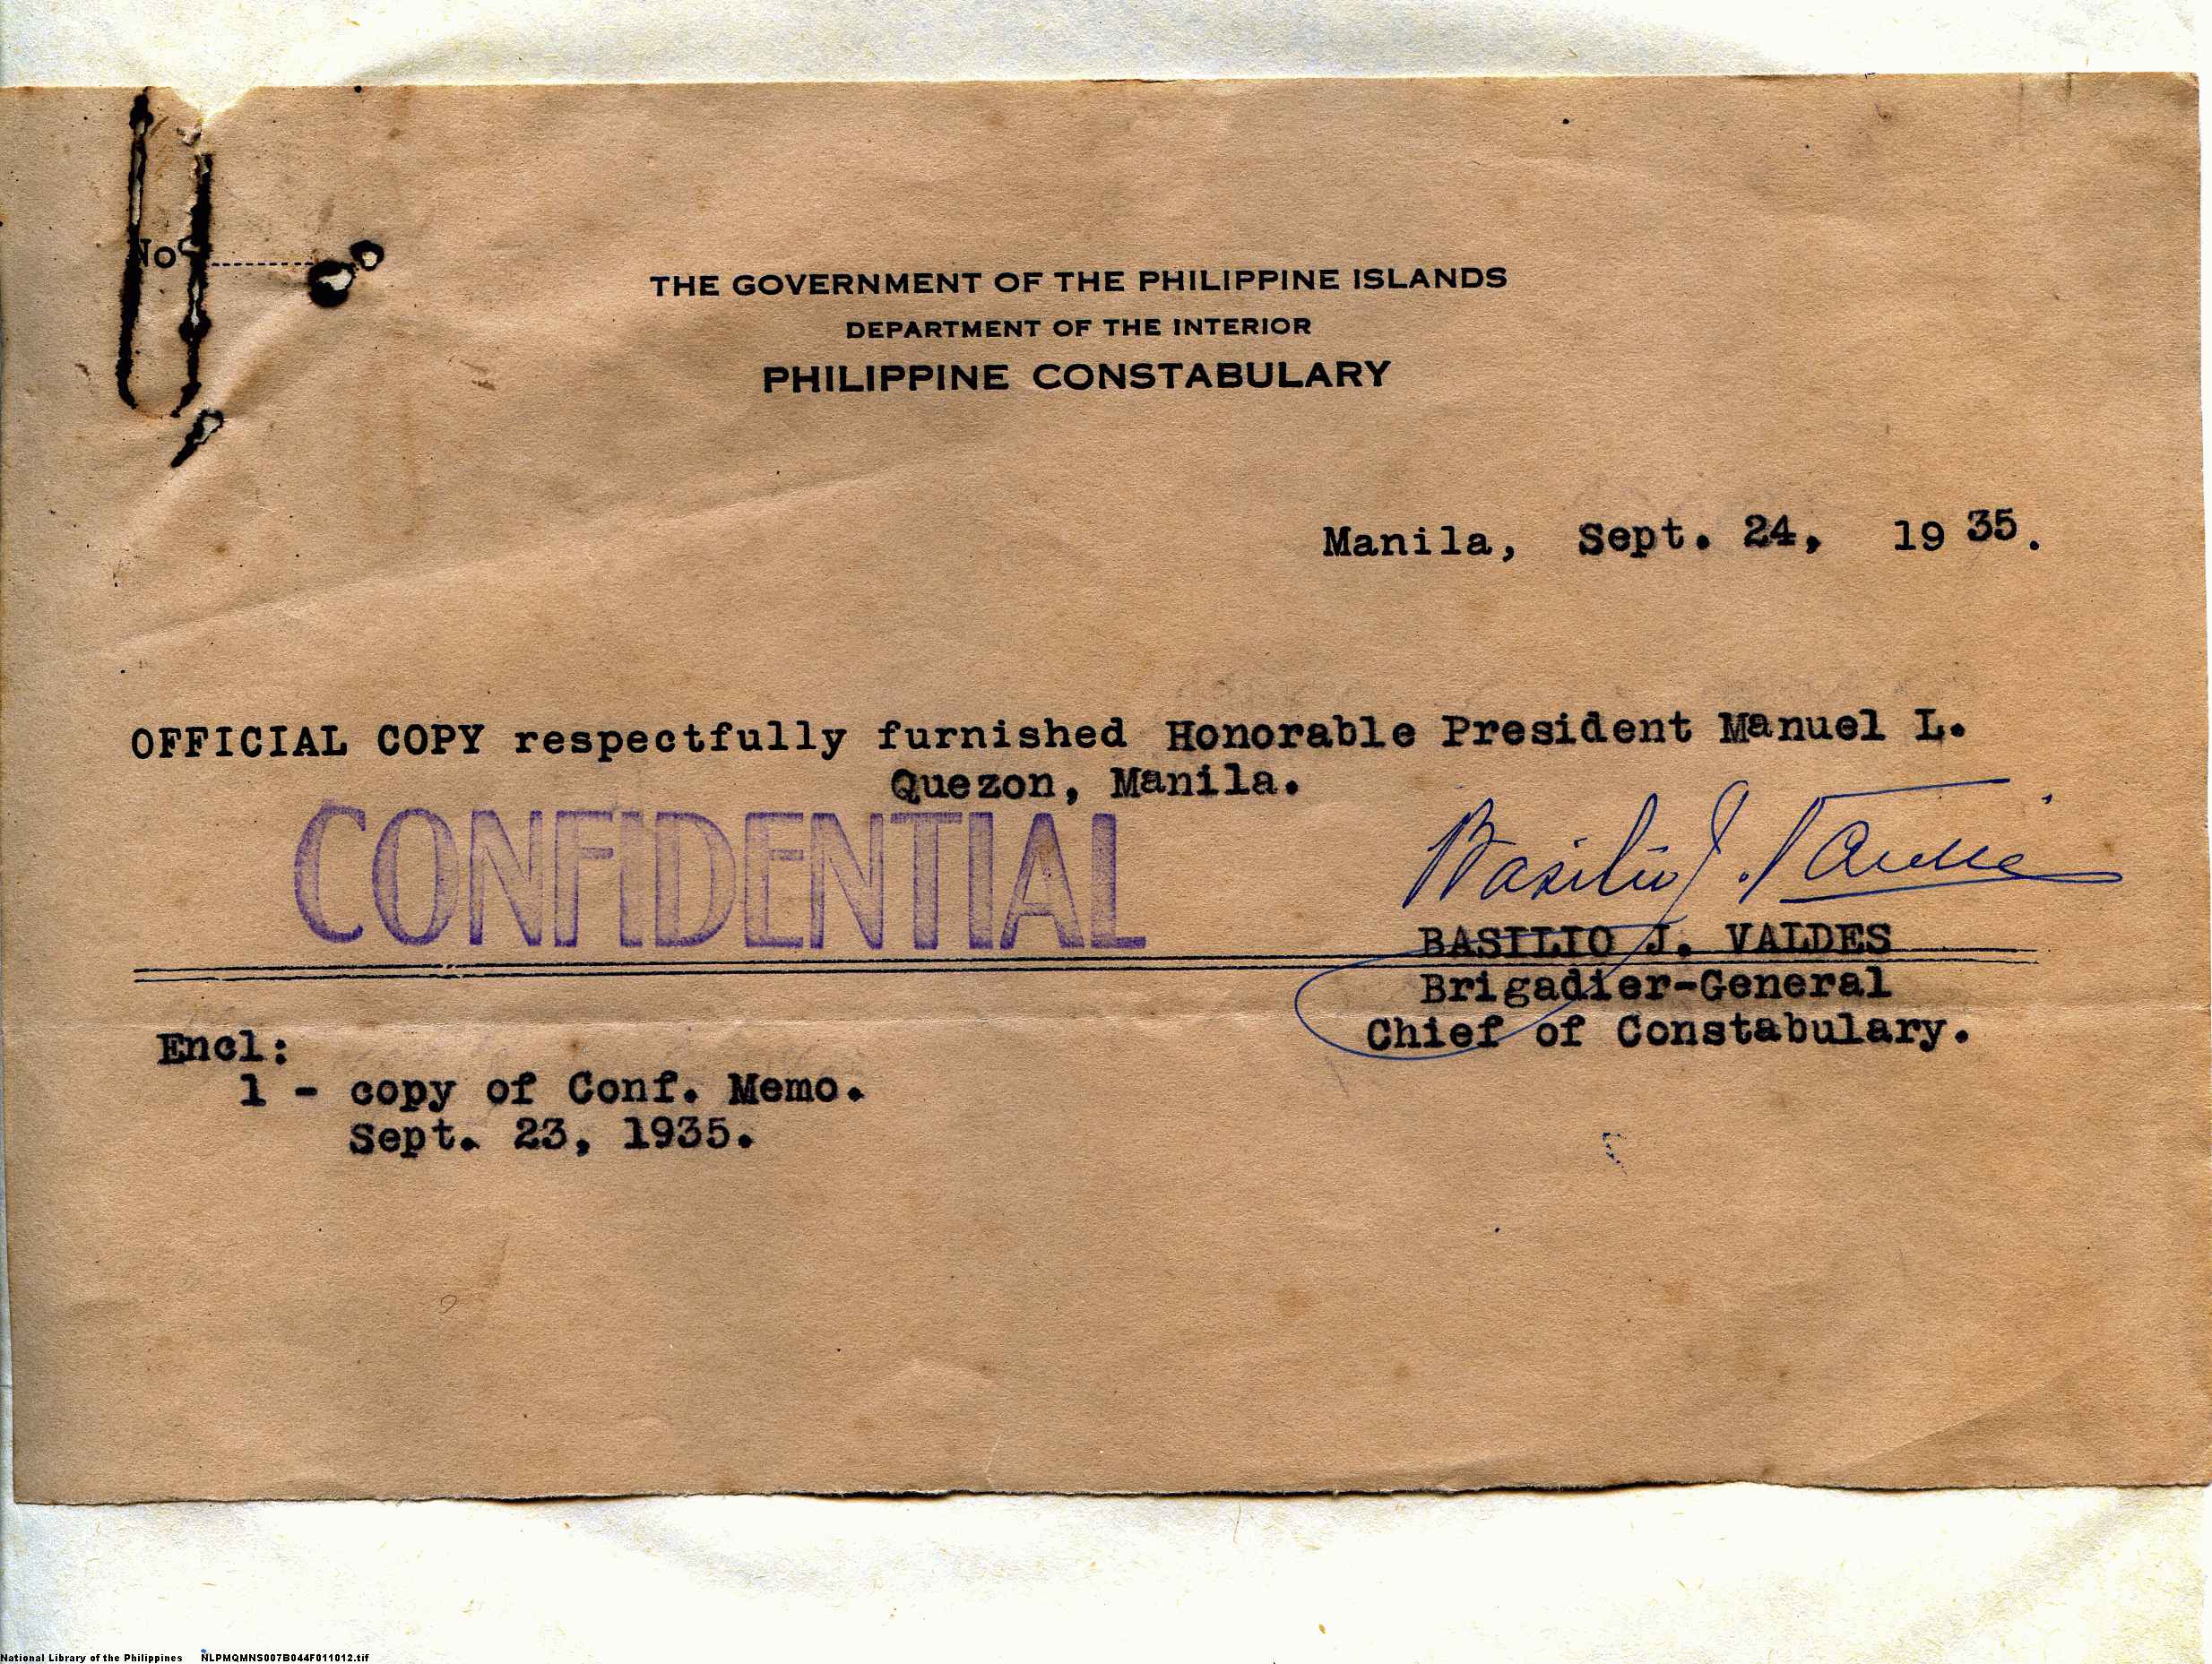 No.
THE GOVERNMENT OF THE PHILIPPINE ISLANDS
DEPARTMENT OF THE INTERIOR
PHILIPPINE CONSTABULARY
Manila, Sept. 24, 1935.
OFFICIAL COPY respectfully furnished Honorable President Manuel L.
Quezon, Manila.
CONFIDENTIAL
Basilio J. Valdes
BASILIO J. VALDES
Brigadier-General
Chief of Constabulary.
Encl:
1 - copy of Conf. Memo.
Sept. 23, 1935.
National Library of the Philippines NLPMQMNS007B044F011012.tif